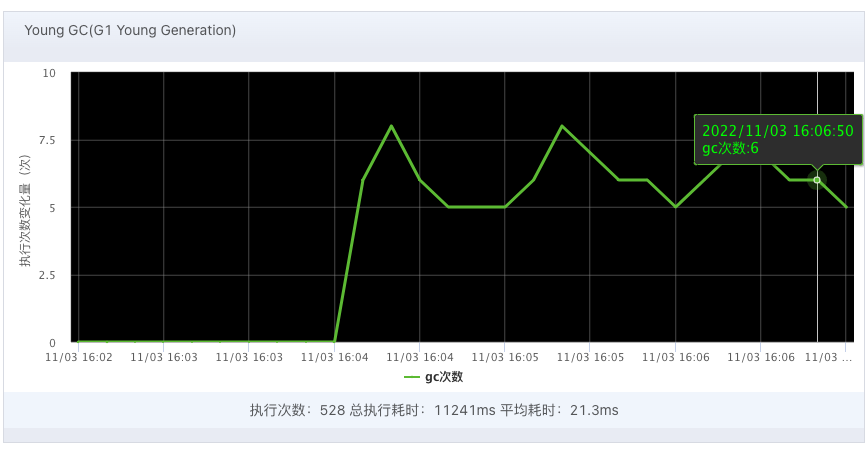 Young GC(G1 Young Generation)
10
7.5
5
2.5
0
执行次数变化量（次）
2022/11/03 16:06:50
gc次数:6
11/03 16:02 11/03 16:03 11/03 16:03 11/03 16:04 11/03 16:04 11/03 16:05 11/03 16:05 11/03 16:06 11/03 16:06 11/03 ...
gc次数
执行次数：528 总执行耗时：11241ms 平均耗时：21.3ms